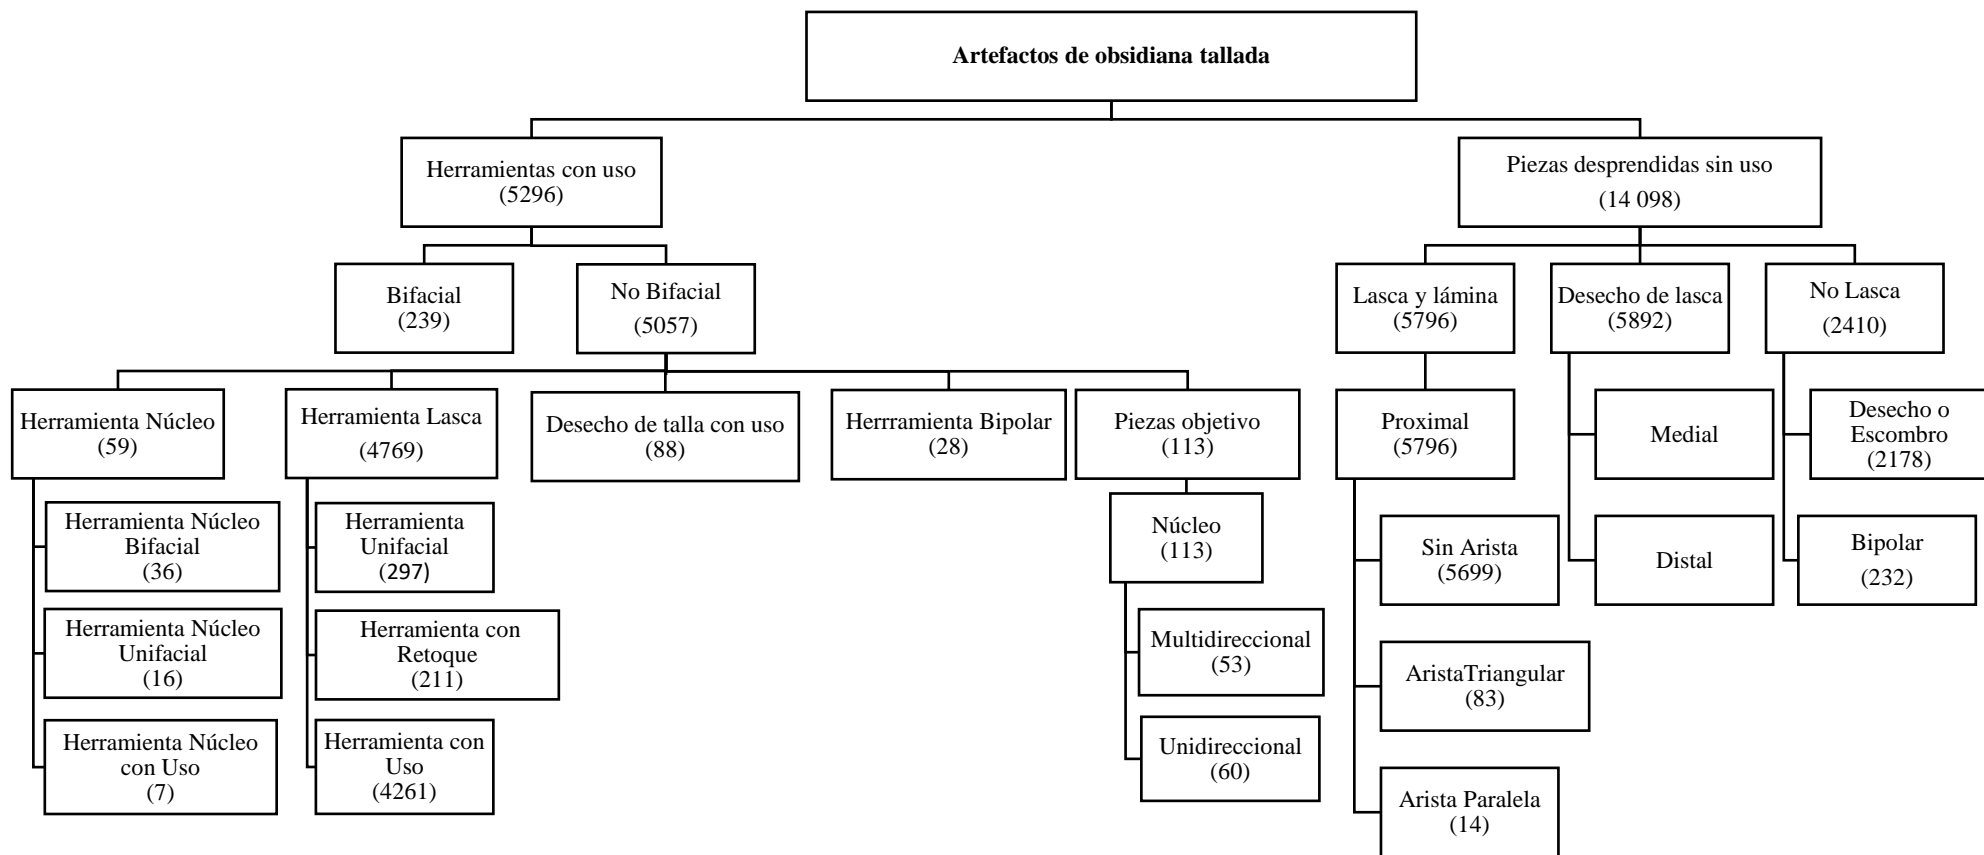 Artefactos de obsidiana tallada
Herramientas con uso
(5296)
Piezas desprendidas sin uso
(14 098)
Bifacial
(239)
No Bifacial
(5057)
Lasca y lámina
(5796)
Desecho de lasca
(5892)
No Lasca
(2410)
Herramienta Núcleo
(59)
Herramienta Lasca
(4769)
Desecho de talla con uso
(88)
Herrramienta Bipolar
(28)
Piezas objetivo
(113)
Proximal
(5796)
Medial
Desecho o
Escombro
(2178)
Herramienta Núcleo
Bifacial
(36)
Herramienta
Unifacial
(297)
Núcleo
(113)
Sin Arista
(5699)
Distal
Bipolar
(232)
Herramienta Núcleo
Unifacial
(16)
Herramienta con
Retoque
(211)
Multidireccional
(53)
AristaTriangular
(83)
Herramienta Núcleo
con Uso
(7)
Herramienta con
Uso
(4261)
Unidireccional
(60)
Arista Paralela
(14)